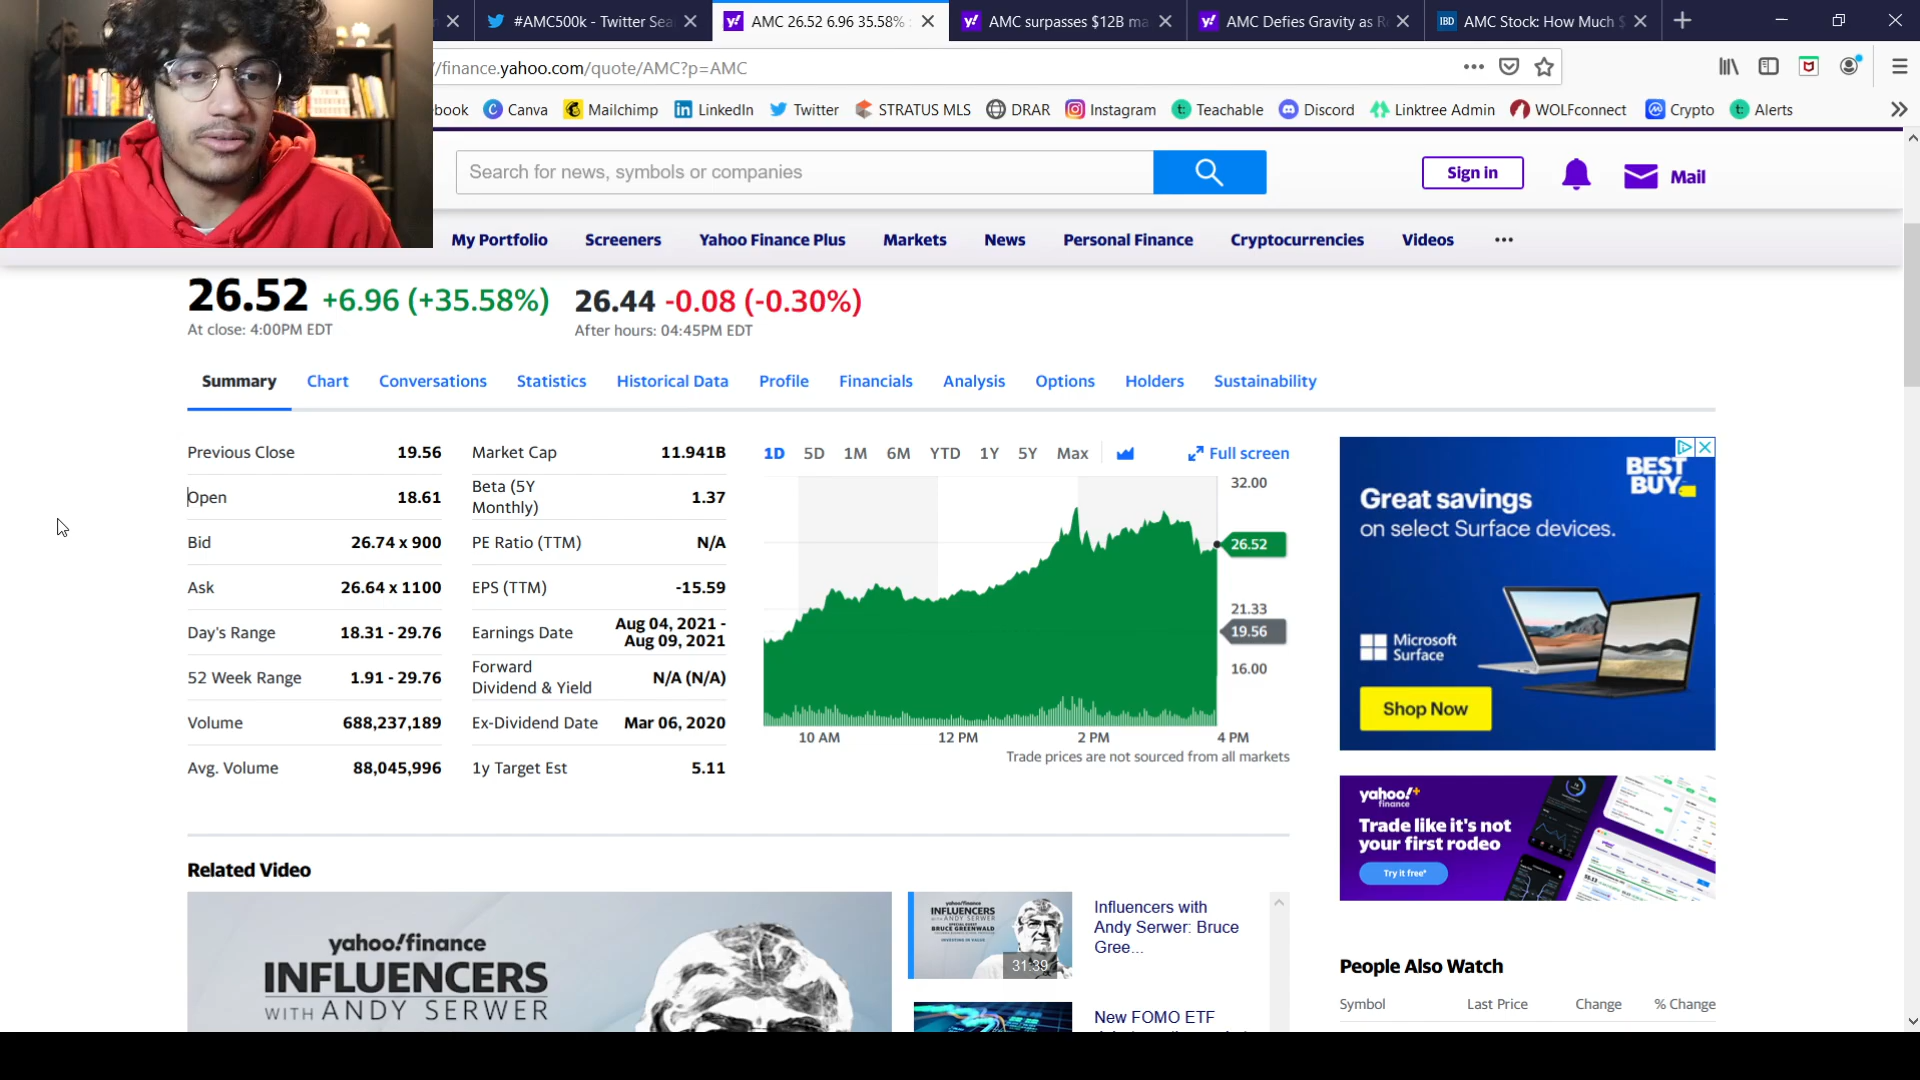 #AMC500k - Twitter Sea
AMC 26.52 6.96 35.58% :
AMC surpasses $12B ma
AMC Defies Gravity as Re
IBD AMC Stock: How Much $
/finance.yahoo.com/quote/AMC?p=AMC
book
Canva
Mailchimp
LinkedIn
Twitter
STRATUS MLS
DRAR
Instagram
Teachable
Discord
Linktree Admin
WOLFconnect
Crypto
Alerts
Search for news, symbols or companies
Sign in
Mail
My Portfolio
Screeners
Yahoo Finance Plus
Markets
News
Personal Finance
Cryptocurrencies
Videos
26.52 +6.96 (+35.58%)
At close: 4:00PM EDT
26.44 -0.08 (-0.30%)
After hours: 04:45PM EDT
Summary
Chart
Conversations
Statistics
Historical Data
Profile
Financials
Analysis
Options
Holders
Sustainability
Previous Close 19.56
Open 18.61
Bid 26.74 x 900
Ask 26.64 x 1100
Day's Range 18.31 - 29.76
52 Week Range 1.91 - 29.76
Volume 688,237,189
Avg. Volume 88,045,996
Market Cap 11.941B
Beta (5Y
Monthly) 1.37
PE Ratio (TTM) N/A
EPS (TTM) -15.59
Earnings Date Aug 04, 2021 -
Aug 09, 2021
Forward
Dividend & Yield N/A (N/A)
Ex-Dividend Date Mar 06, 2020
1y Target Est 5.11
1D 5D 1M 6M YTD 1Y 5Y Max
Full screen
32.00
26.52
21.33
19.56
16.00
10 AM 12 PM 2 PM 4 PM
Trade prices are not sourced from all markets
BEST
BUY
Great savings
on select Surface devices.
Microsoft
Surface
Shop Now
yahoo!+
finance
Trade like it's not
your first rodeo
Try it free*
Related Video
yahoo!finance
INFLUENCERS
WITH ANDY SERWER
yahoo!finance
INFLUENCERS
WITH ANDY SERWER
BRUCE GREENWALD
31:39
Influencers with
Andy Serwer: Bruce
Gree...
New FOMO ETF
People Also Watch
Symbol Last Price Change % Change